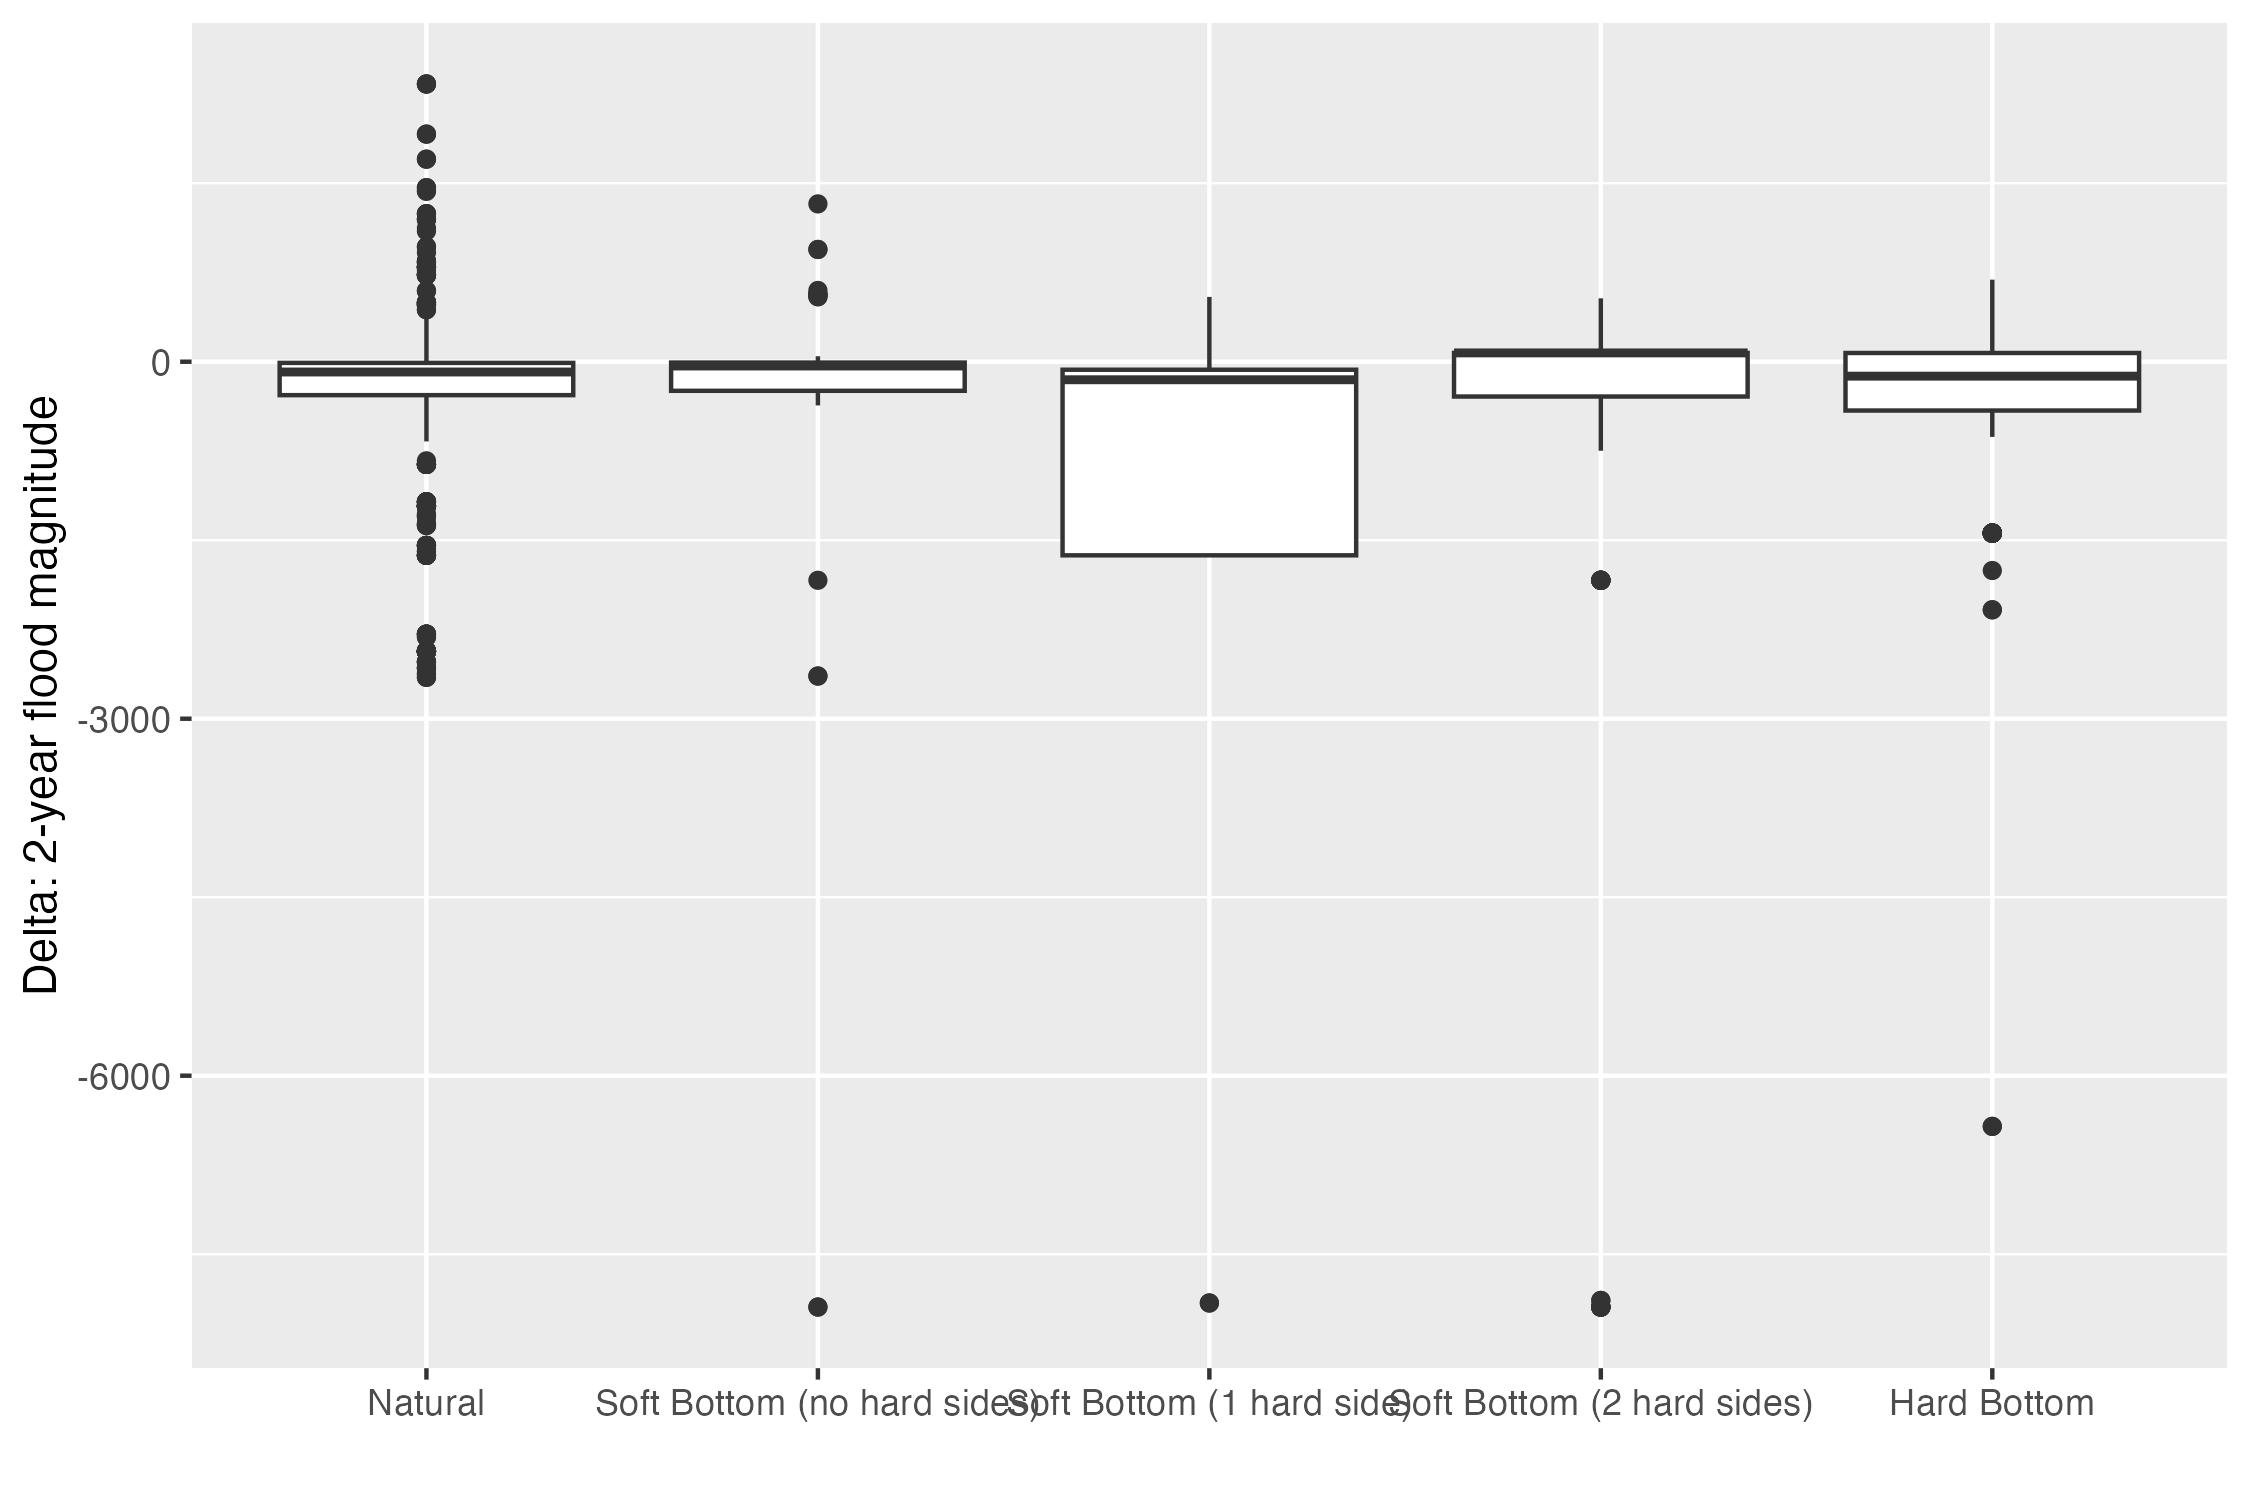 Delta: 2-year flood magnitude
0
-3000
-6000
Natural
Soft Bottom (no hard sides)
Soft Bottom (1 hard side)
Soft Bottom (2 hard sides)
Hard Bottom